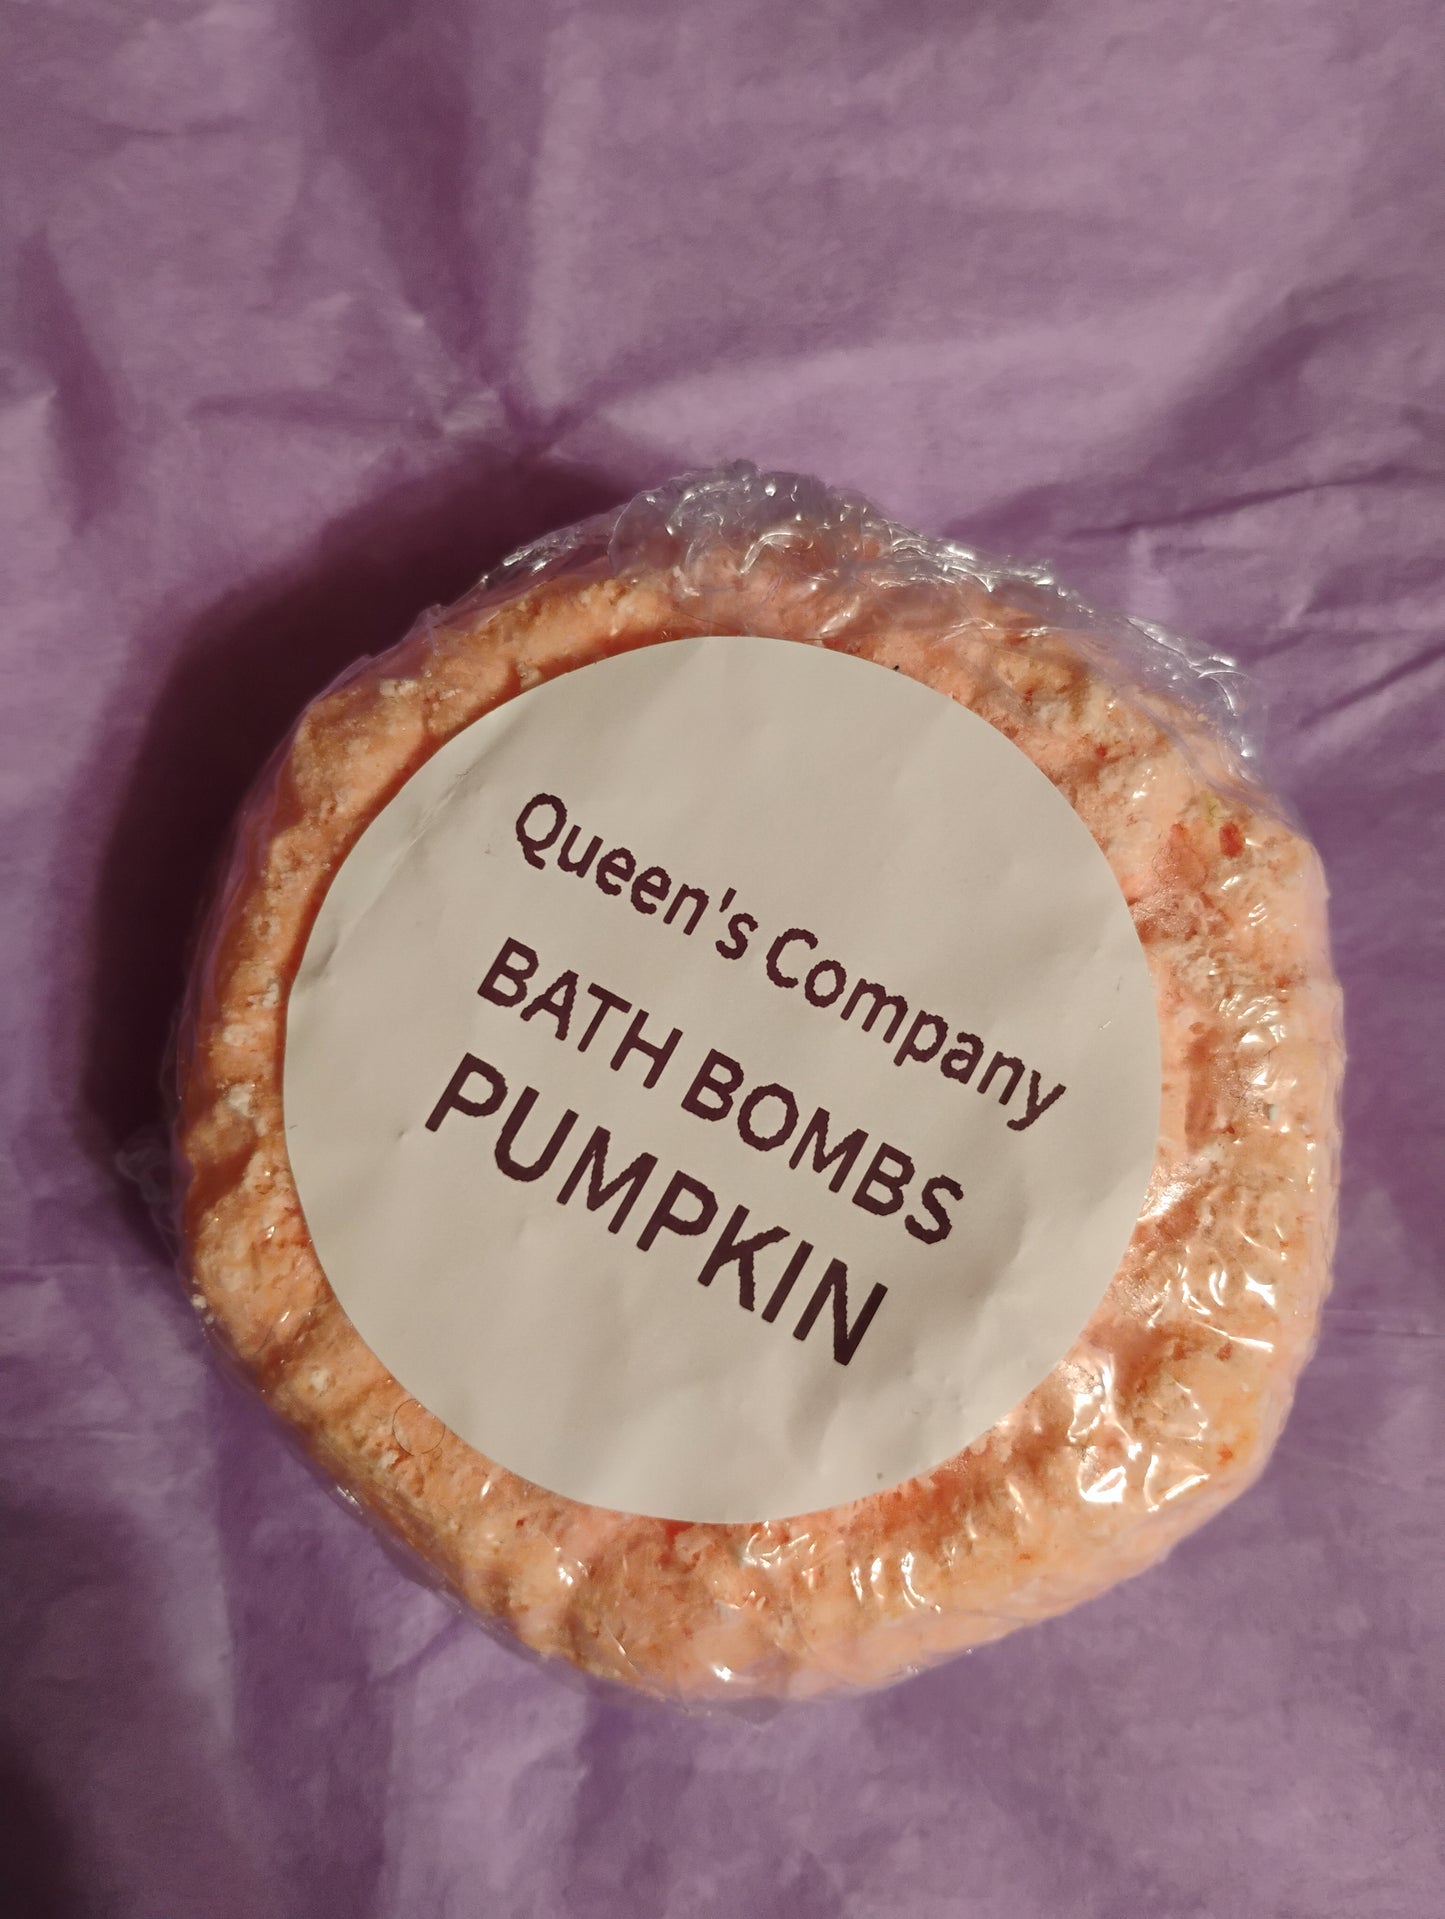 Queen's Company
BATH BOMBS
PUMPKIN